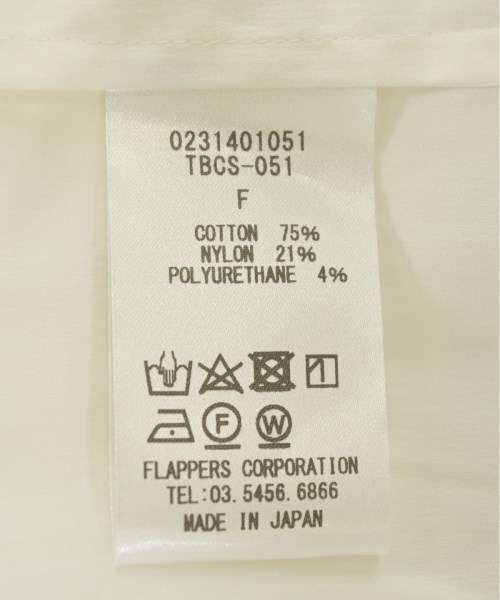 0231401051
TBCS-051
F
COTTON 75%
NYLON 21%
POLYURETHANE 4%
F W
FLAPPERS CORPORATION
TEL:03.5456.6866
MADE IN JAPAN